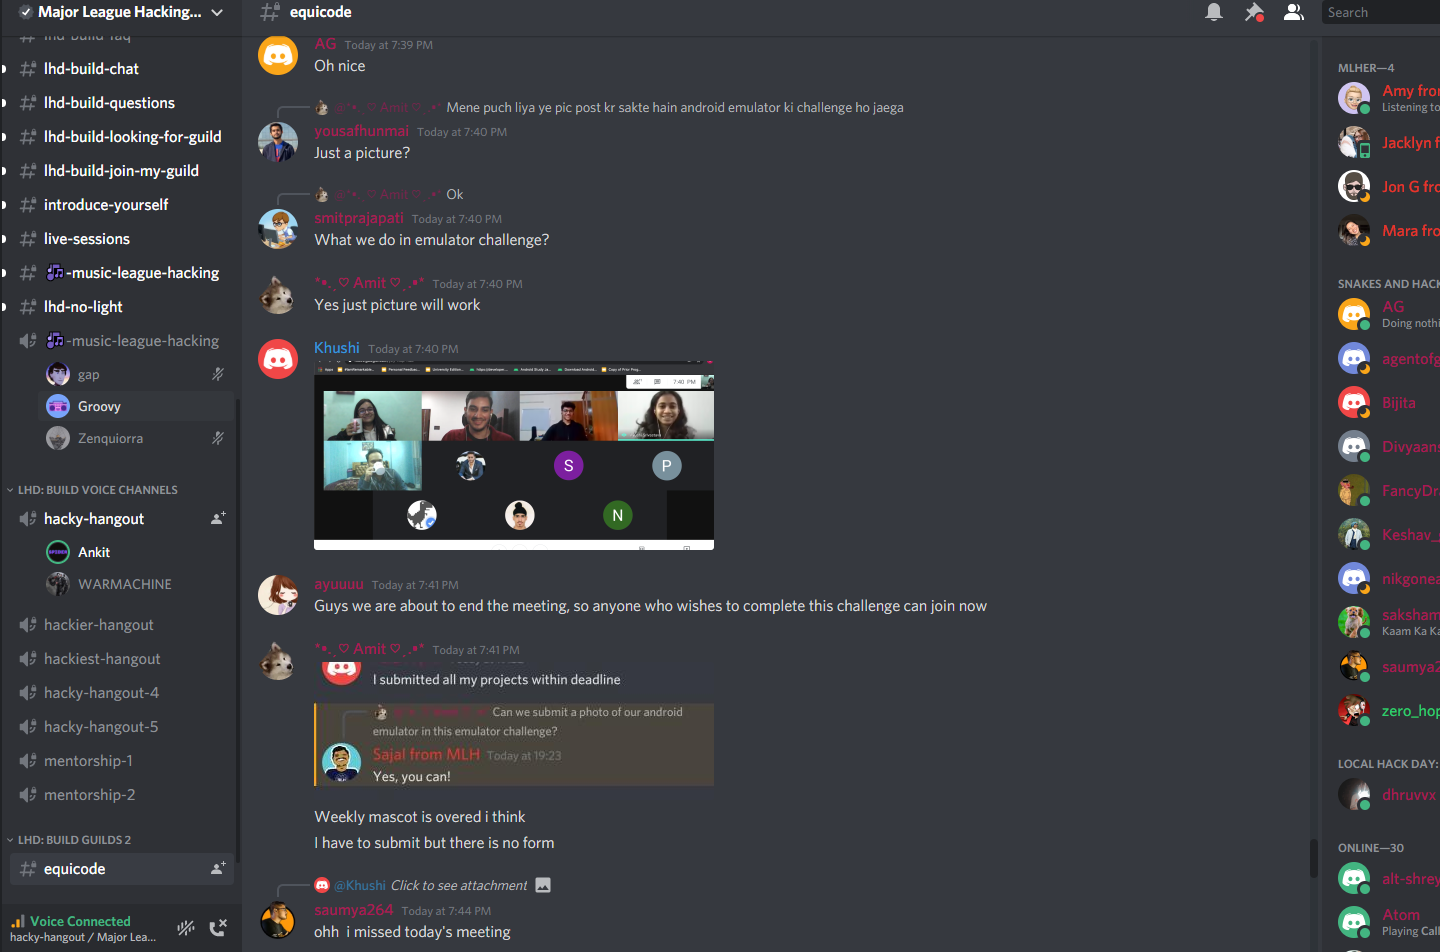 Major League Hacking...
equicode
Search
lhd-build-faq
lhd-build-chat
lhd-build-questions
lhd-build-looking-for-guild
lhd-build-join-my-guild
introduce-yourself
live-sessions
-music-league-hacking
lhd-no-light
-music-league-hacking
gap
Groovy
Zenquiorra
LHD: BUILD VOICE CHANNELS
hacky-hangout
Ankit
WARMACHINE
hackier-hangout
hackiest-hangout
hacky-hangout-4
hacky-hangout-5
mentorship-1
mentorship-2
LHD: BUILD GUILDS 2
equicode
Voice Connected
hacky-hangout / Major Lea...
AG Today at 7:39 PM
Oh nice
Amit ♡ Mene puch liya ye pic post kr sakte hain android emulator ki challenge ho jaega
yousafhunmai Today at 7:40 PM
Just a picture?
♡ Amit ♡ Ok
smitprajapati Today at 7:40 PM
What we do in emulator challenge?
♡ Amit ♡ Today at 7:40 PM
Yes just picture will work
Khushi Today at 7:40 PM
Apps
7:40 PM
S
P
N
ayuuuu Today at 7:41 PM
Guys we are about to end the meeting, so anyone who wishes to complete this challenge can join now
♡ Amit ♡ Today at 7:41 PM
I submitted all my projects within deadline
Can we submit a photo of our android
emulator in this emulator challenge?
Sajal from MLH Today at 19:23
Yes, you can!
Weekly mascot is overed i think
I have to submit but there is no form
@Khushi Click to see attachment
saumya264 Today at 7:44 PM
ohh i missed today's meeting
MLHER—4
Amy fro
Listening to
Jacklyn f
Jon G fro
Mara fro
SNAKES AND HACK
AG
Doing nothi
agentofg
Bijita
Divyaans
FancyDr
Keshav_
nikgonea
saksham
Kaam Ka Ka
saumya2
zero_hop
LOCAL HACK DAY:
dhruvvx
ONLINE—30
alt-shrey
Atom
Playing Call